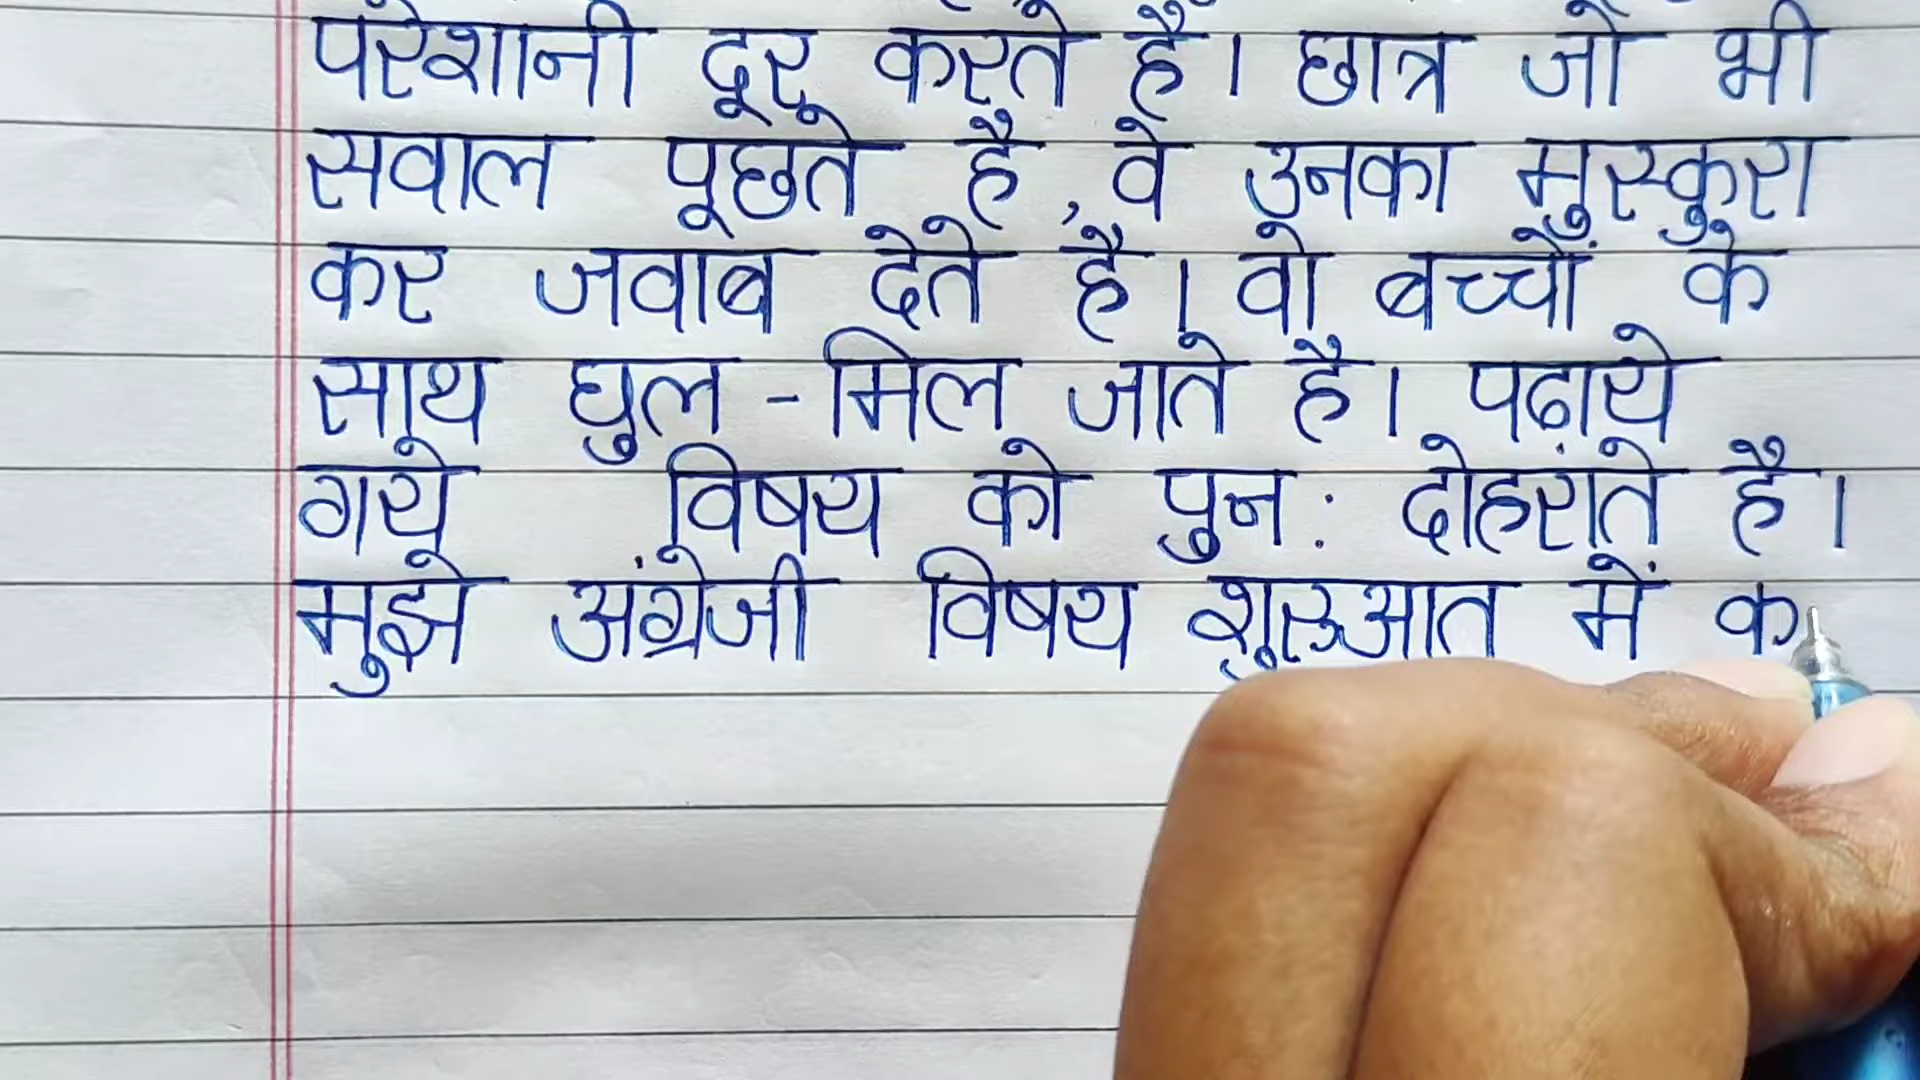 परेशानी दूर करते हैं। छात्र जो भी
सवाल पूछते है, वे उनका मुस्कुरा
कर जवाब देते है। वो बच्चों के
साथ घुल - मिल जाते है। पढ़ाये
गये विषय को पुन: दोहराते है।
मुझे अंग्रेजी विषय शुरुआत में क